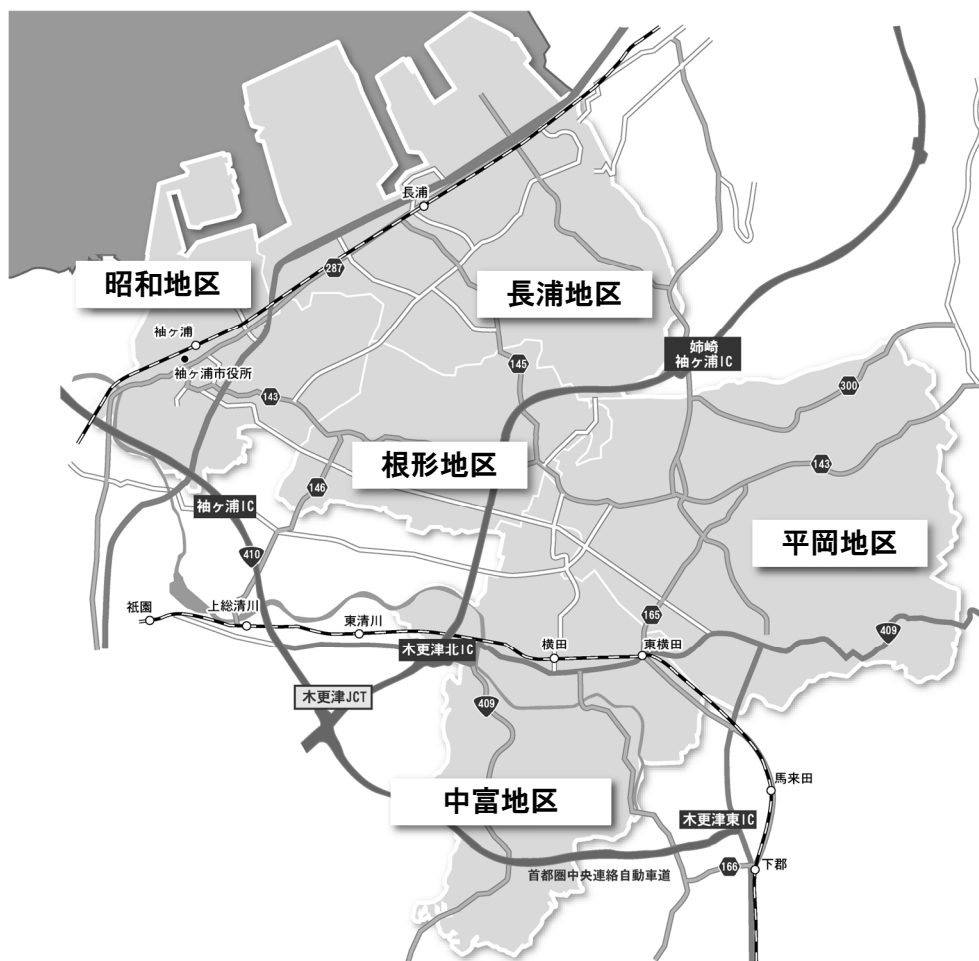 長浦
287
昭和地区
長浦地区
袖ヶ浦
袖ヶ浦市役所
姉崎
袖ヶ浦IC
145
300
143
根形地区
143
146
袖ヶ浦IC
平岡地区
410
祇園
上総清川
東清川
165
409
木更津北IC
横田
東横田
木更津JCT
409
中富地区
馬来田
木更津東IC
首都圏中央連絡自動車道
166
下郡